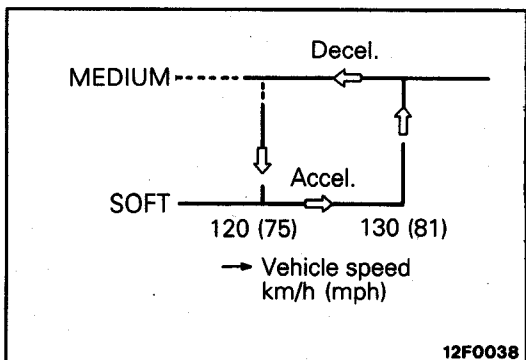 Decel.
MEDIUM
Accel.
SOFT
120 (75) 130 (81)
→ Vehicle speed
km/h (mph)
12F0038